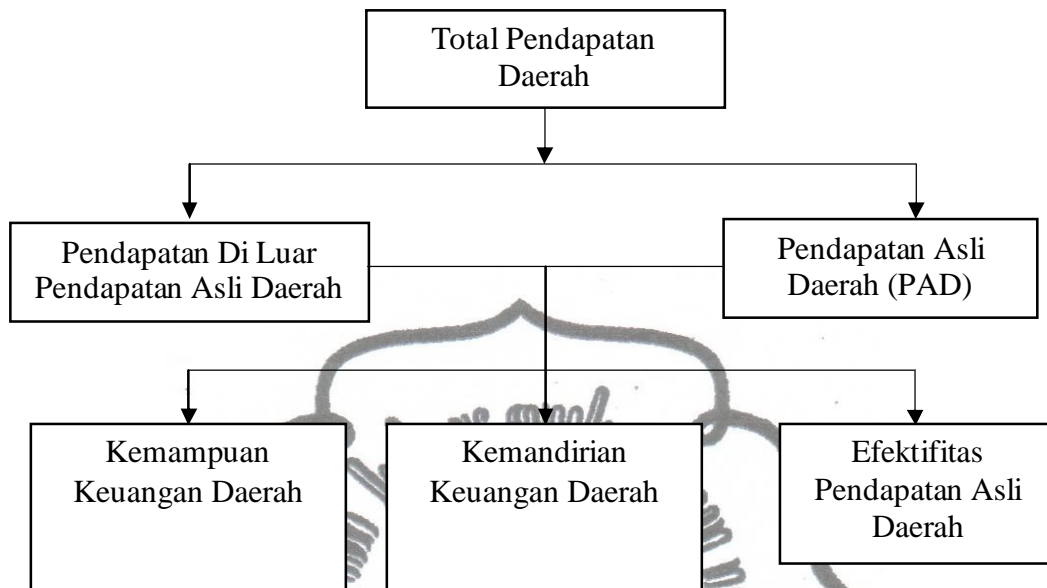 Total Pendapatan
Daerah
Pendapatan Di Luar
Pendapatan Asli Daerah
Pendapatan Asli
Daerah (PAD)
Kemampuan
Keuangan Daerah
Kemandirian
Keuangan Daerah
Efektifitas
Pendapatan Asli
Daerah